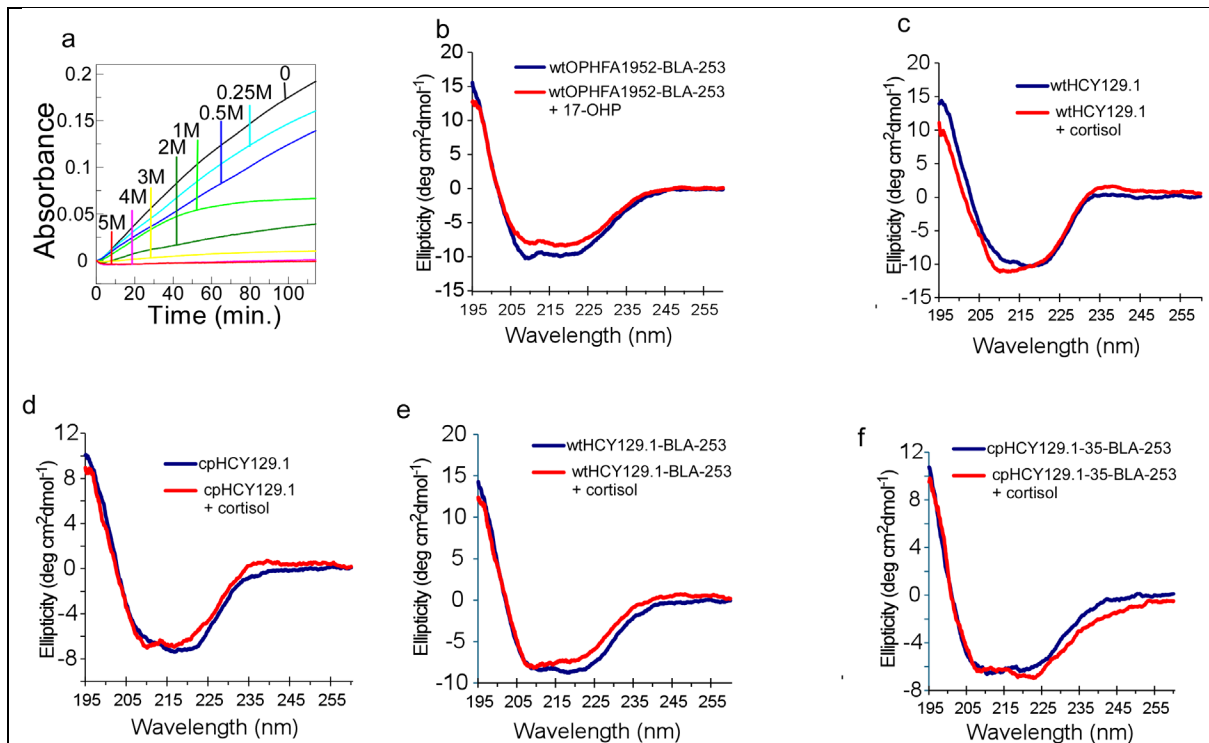 a
0.2
0.15
0.1
0.05
0
Absorbance
0
0.25M
0.5M
1M
2M
3M
4M
5M
0 20 40 60 80 100
Time (min.)
b
20
15
10
5
0
-5
-10
-15
Ellipticity (deg cm2dmol-1)
wtOPHFA1952-BLA-253
wtOPHFA1952-BLA-253
+ 17-OHP
195 205 215 225 235 245 255
Wavelength (nm)
c
20
15
10
5
0
-5
-10
-15
Ellipticity (deg cm2dmol-1)
wtHCY129.1
wtHCY129.1
+ cortisol
195 205 215 225 235 245 255
Wavelength (nm)
d
12
8
4
0
-4
-8
Ellipticity (deg cm2dmol-1)
cpHCY129.1
cpHCY129.1
+ cortisol
195 205 215 225 235 245 255
Wavelength (nm)
e
20
15
10
5
0
-5
-10
Ellipticity (deg cm2dmol-1)
wtHCY129.1-BLA-253
wtHCY129.1-BLA-253
+ cortisol
195 205 215 225 235 245 255
Wavelength (nm)
f
12
8
4
0
-4
-8
Ellipticity (deg cm2dmol-1)
cpHCY129.1-35-BLA-253
cpHCY129.1-35-BLA-253
+ cortisol
195 205 215 225 235 245 255
Wavelength (nm)